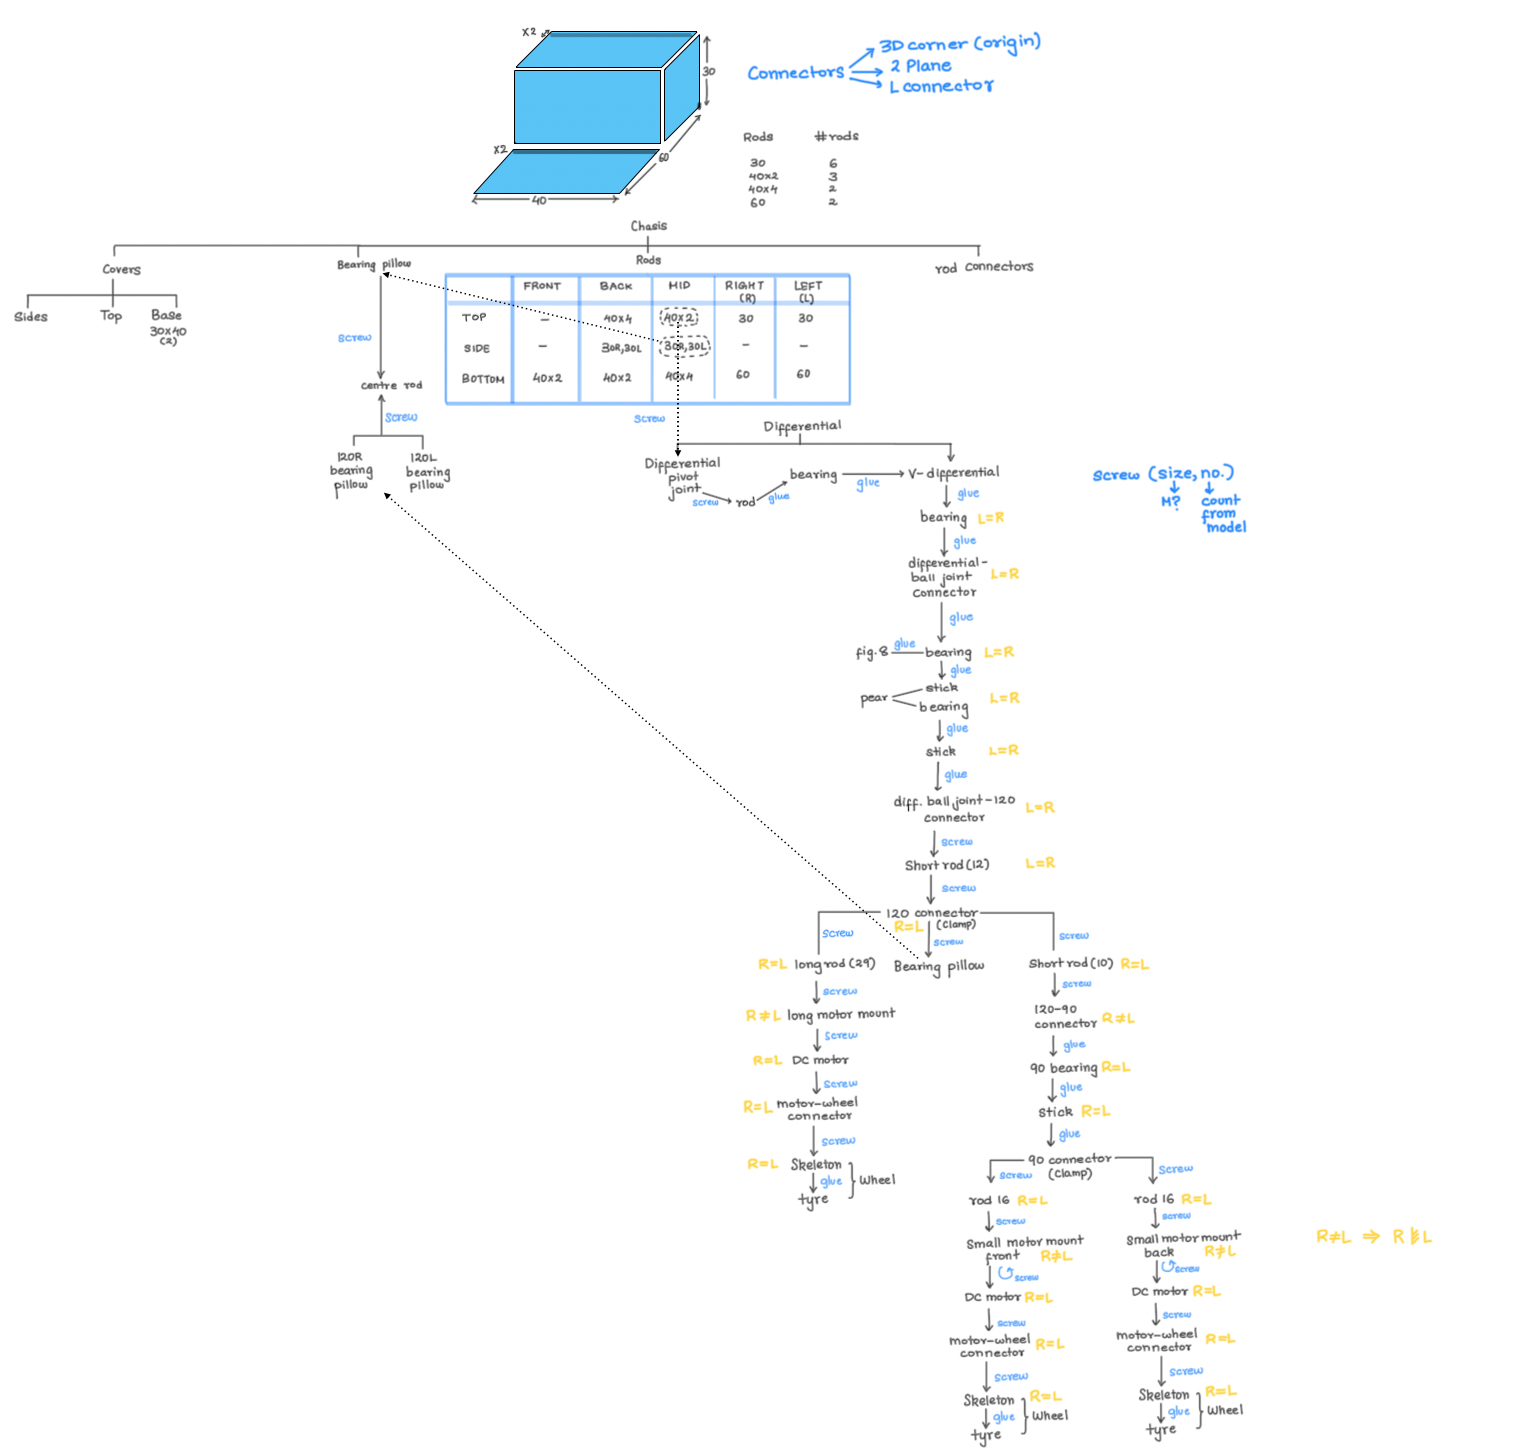 X2
30
X2
60
40
Connectors
3D corner (origin)
2 Plane
L connector
Rods #rods
30 6
40x2 3
40x4 2
60 2
Chasis
Covers
Bearing pillow
Rods
rod connectors
Sides
Top
Base
30x40
(2)
FRONT BACK MID RIGHT (R) LEFT (L)
TOP – 40x4 40x2 30 30
SIDE – 30R,30L 30R,30L – –
BOTTOM 40x2 40x2 40x4 60 60
screw
centre rod
screw
120R
bearing
pillow
120L
bearing
pillow
screw
Differential
Differential
pivot
joint
screw
rod
glue
bearing
glue
V-differential
glue
bearing L=R
glue
differential-
ball joint L=R
connector
glue
fig.8 glue bearing L=R
glue
pear
stick
bearing
L=R
glue
stick L=R
glue
diff. ball joint-120
connector
L=R
screw
Short rod (12) L=R
screw
120 connector
(clamp)
R=L
screw
screw
screw
R=L long rod (29)
Bearing pillow
Short rod (10) R=L
screw
R≠L long motor mount
screw
R=L DC motor
screw
R=L motor-wheel
connector
screw
R=L Skeleton
glue
tyre
Wheel
screw
120-90
connector R≠L
glue
90 bearing R=L
glue
stick R=L
glue
90 connector
(clamp)
screw
screw
rod 16 R=L
screw
Small motor mount
front R≠L
screw
DC motor R=L
screw
motor-wheel
connector R=L
screw
Skeleton R=L
glue
tyre
Wheel
rod 16 R=L
screw
Small motor mount
back R≠L
screw
DC motor R=L
screw
motor-wheel
connector R=L
screw
Skeleton R=L
glue
tyre
Wheel
screw (size, no.)
M?
count
from
model
R≠L ⇒ R
L